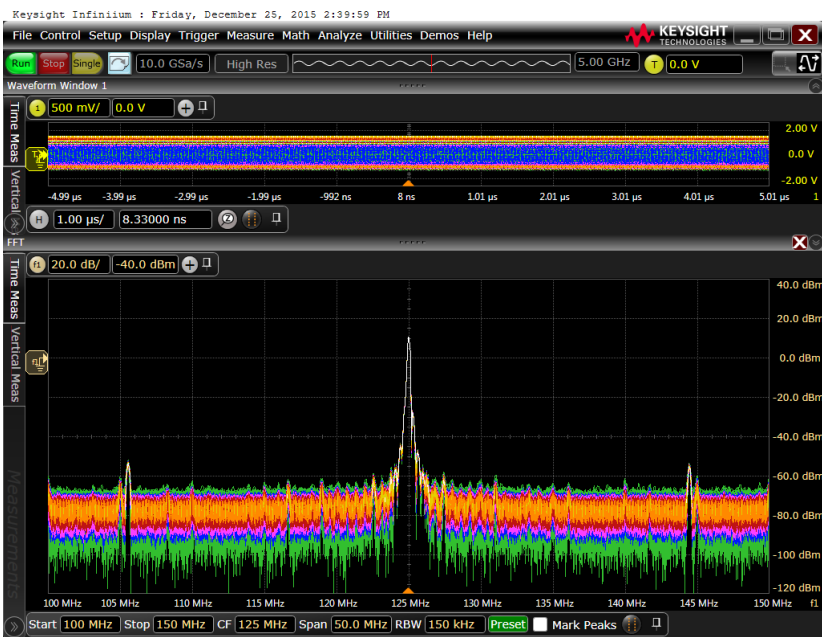 Keysight Infiniium : Friday, December 25, 2015 2:39:59 PM
File Control Setup Display Trigger Measure Math Analyze Utilities Demos Help
KEYSIGHT
TECHNOLOGIES
Run Stop Single 10.0 GSa/s High Res 5.00 GHz T 0.0 V
Waveform Window 1
Time Meas
Vertical
1 500 mV/ 0.0 V
2.00 V
0.0 V
-2.00 V
-4.99 µs -3.99 µs -2.99 µs -1.99 µs -992 ns 8 ns 1.01 µs 2.01 µs 3.01 µs 4.01 µs 5.01 µs 1
H 1.00 µs/ 8.33000 ns
FFT
Time Meas
Vertical Meas
Measurements
f1 20.0 dB/ -40.0 dBm
40.0 dBm
20.0 dBm
0.0 dBm
-20.0 dBm
-40.0 dBm
-60.0 dBm
-80.0 dBm
-100 dBm
-120 dBm
100 MHz 105 MHz 110 MHz 115 MHz 120 MHz 125 MHz 130 MHz 135 MHz 140 MHz 145 MHz 150 MHz f1
Start 100 MHz Stop 150 MHz CF 125 MHz Span 50.0 MHz RBW 150 kHz Preset Mark Peaks